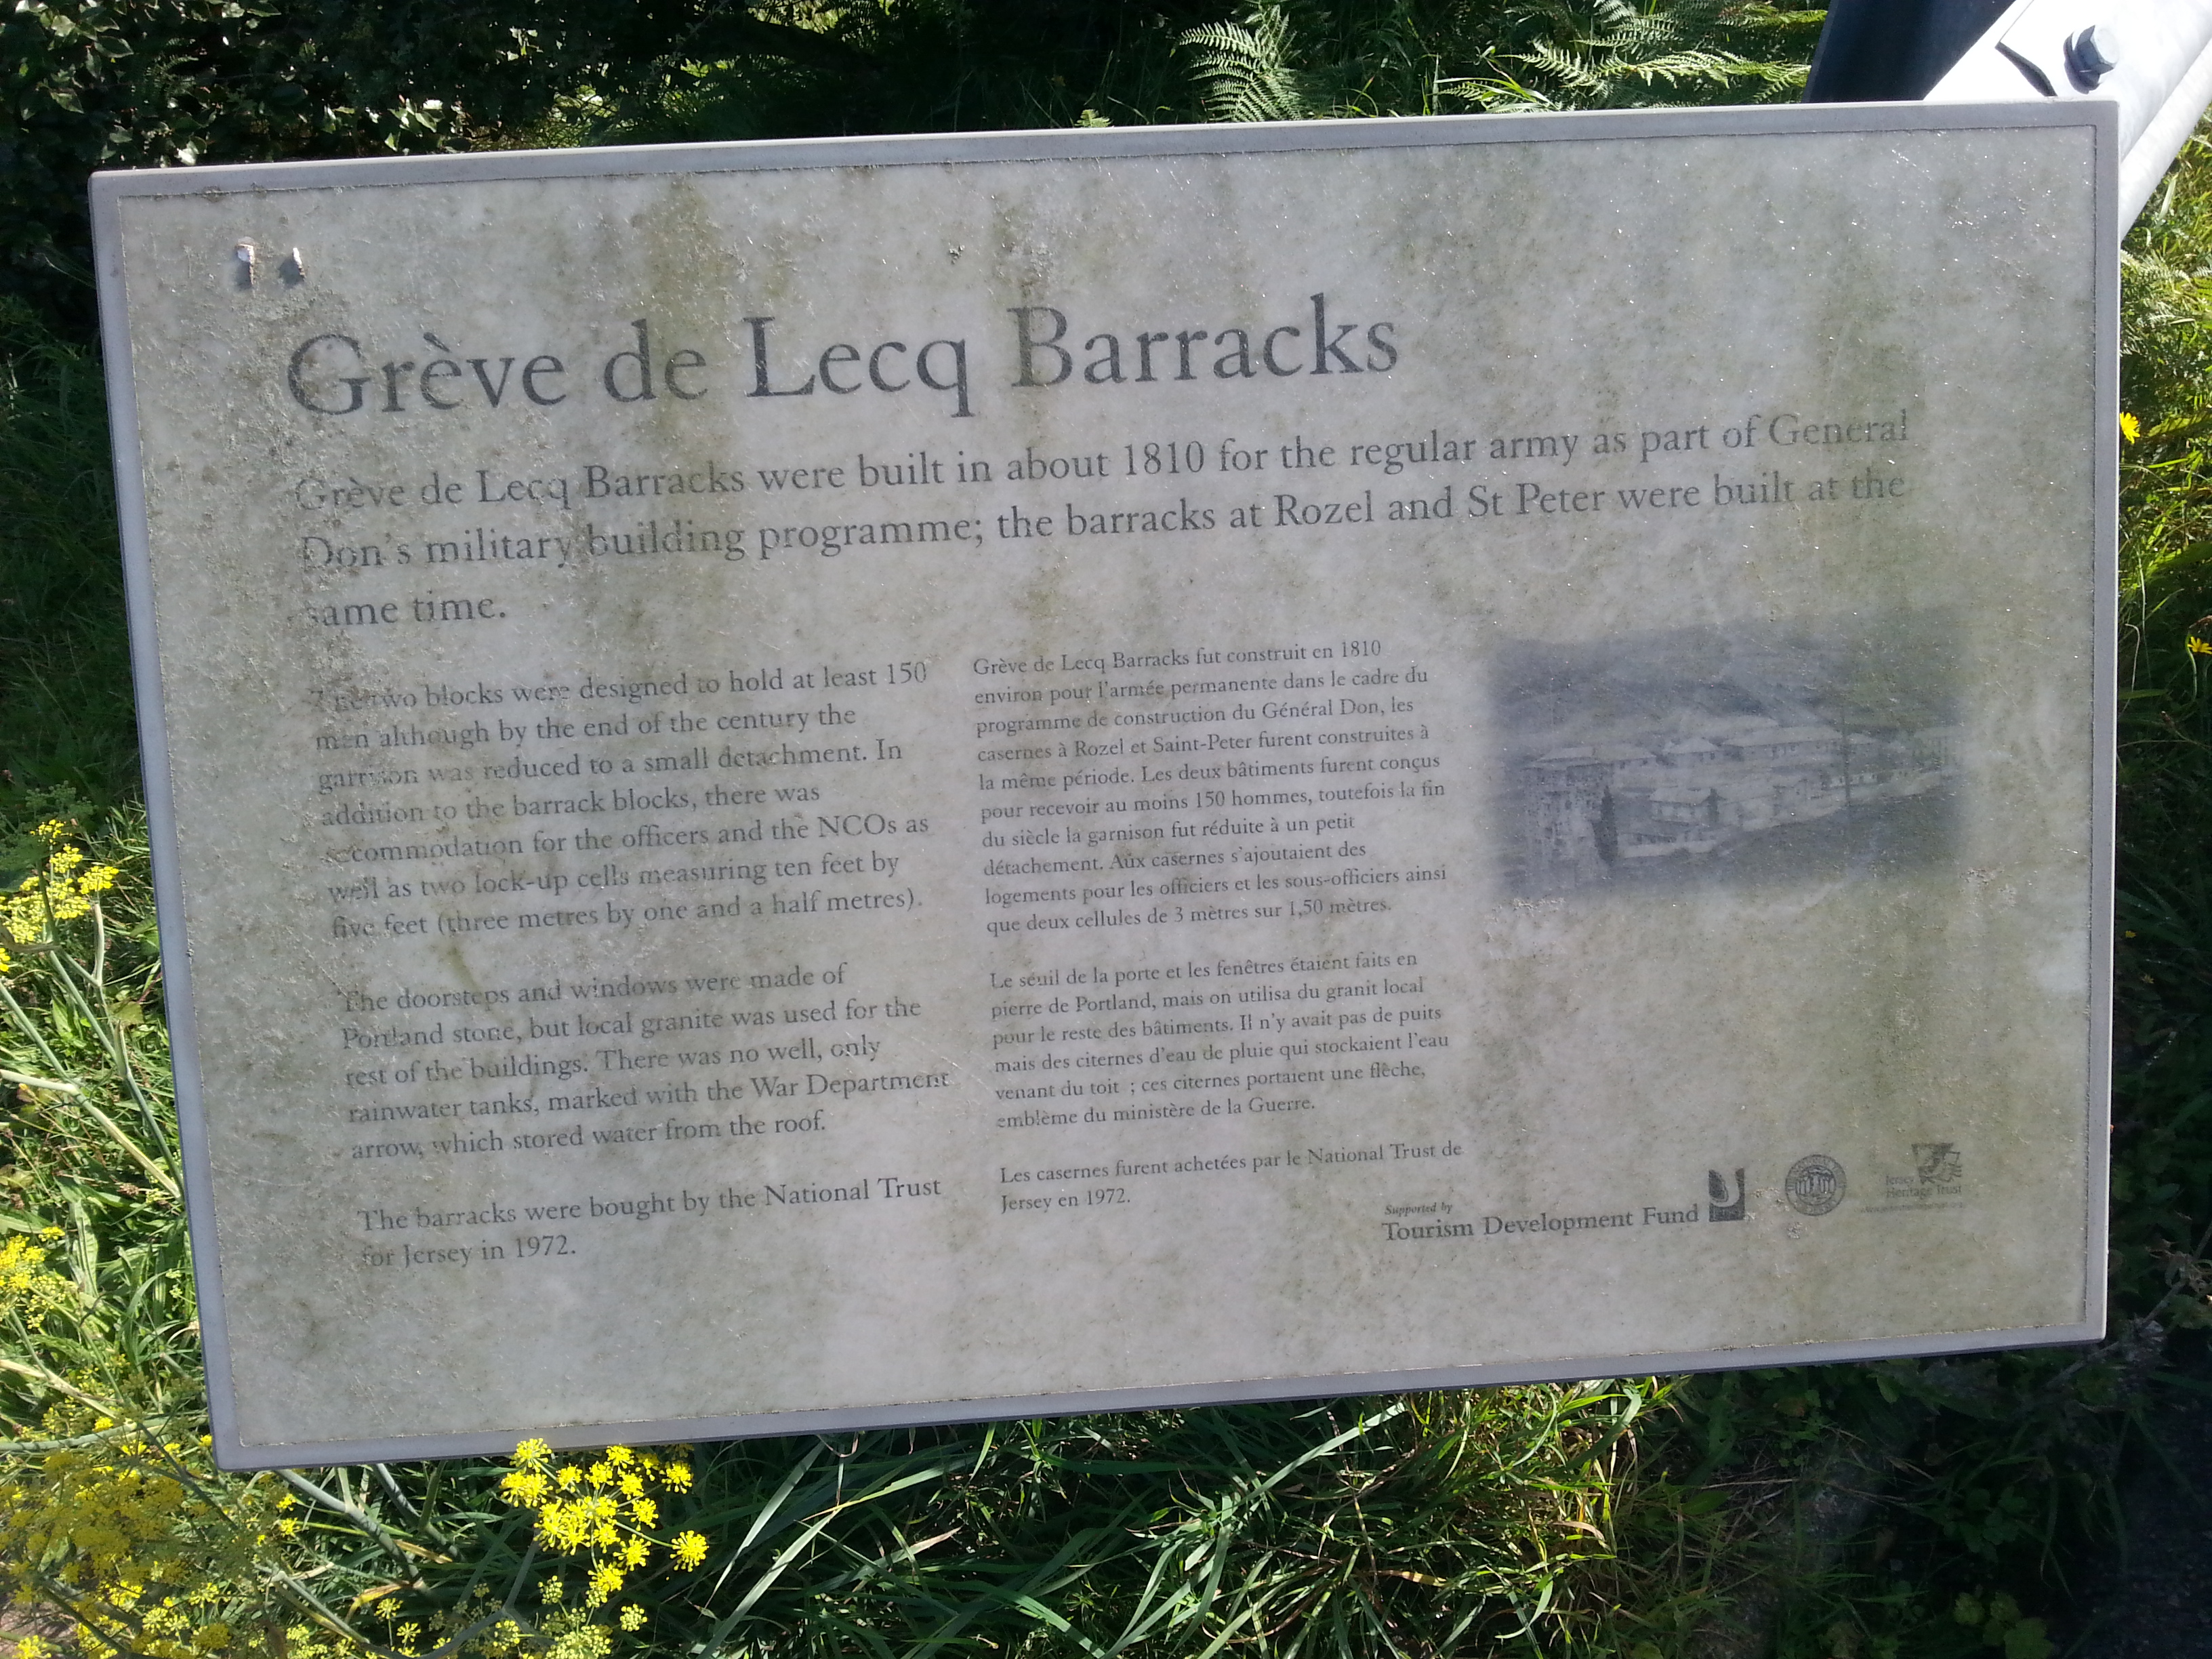 Grève de Lecq Barracks
Grève de Lecq Barracks were built in about 1810 for the regular army as part of General
Don's military building programme; the barracks at Rozel and St Peter were built at the
same time.
The two blocks were designed to hold at least 150
men although by the end of the century the
garrison was reduced to a small detachment. In
addition to the barrack blocks, there was
accommodation for the officers and the NCOs as
well as two lock-up cells measuring ten feet by
five feet (three metres by one and a half metres).
The doorsteps and windows were made of
Portland stone, but local granite was used for the
rest of the buildings. There was no well, only
rainwater tanks, marked with the War Department
arrow, which stored water from the roof.
The barracks were bought by the National Trust
for Jersey in 1972.
Grève de Lecq Barracks fut construit en 1810
environ pour l'armée permanente dans le cadre du
programme de construction du Général Don, les
casernes à Rozel et Saint-Peter furent construites à
la même période. Les deux bâtiments furent conçus
pour recevoir au moins 150 hommes, toutefois la fin
du siècle la garnison fut réduite à un petit
détachement. Aux casernes s'ajoutaient des
logements pour les officiers et les sous-officiers ainsi
que deux cellules de 3 mètres sur 1,50 mètres.
Le seuil de la porte et les fenêtres étaient faits en
pierre de Portland, mais on utilisa du granit local
pour le reste des bâtiments. Il n'y avait pas de puits
mais des citernes d'eau de pluie qui stockaient l'eau
venant du toit ; ces citernes portaient une flèche,
emblème du ministère de la Guerre.
Les casernes furent achetées par le National Trust de
Jersey en 1972.
Supported by
Tourism Development Fund
Jersey
Heritage Trust